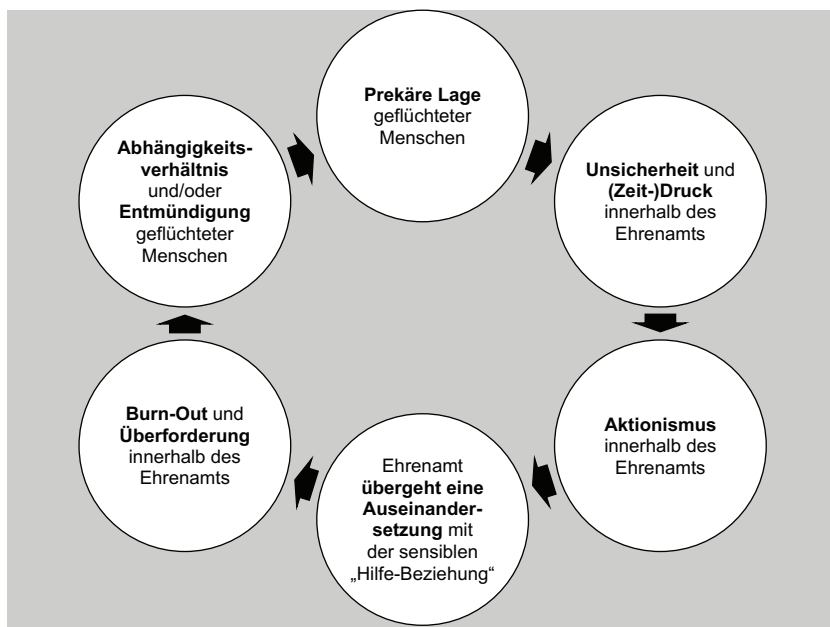 Prekäre Lage
geflüchteter
Menschen
Unsicherheit und
(Zeit-)Druck
innerhalb des
Ehrenamts
Aktionismus
innerhalb des
Ehrenamts
Ehrenamt
übergeht eine
Auseinander-
setzung mit
der sensiblen
„Hilfe-Beziehung“
Burn-Out und
Überforderung
innerhalb des
Ehrenamts
Abhängigkeits-
verhältnis
und/oder
Entmündigung
geflüchteter
Menschen